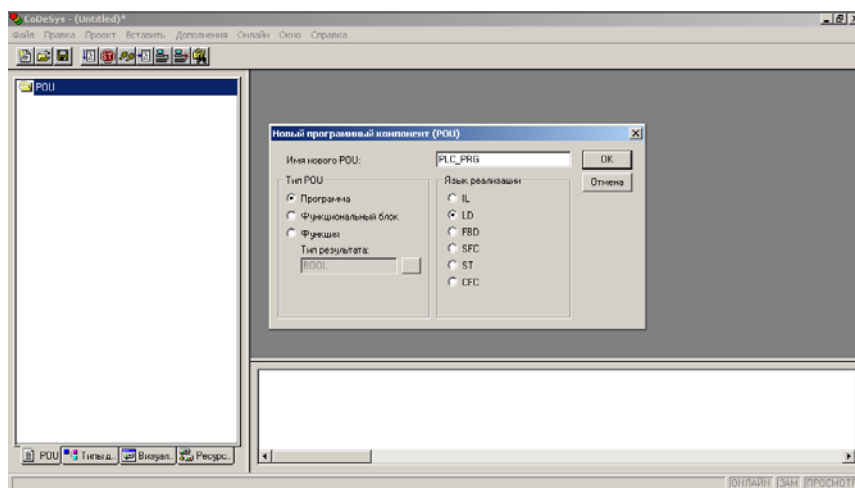 CoDeSys - (Untitled)*
Файл Правка Проект Вставить Дополнения Онлайн Окно Справка
POU
Новый программный компонент (POU)
Имя нового POU:
PLC_PRG
OK
Отмена
Тип POU
Программа
Функциональный блок
Функция
Тип результата:
BOOL
...
Язык реализации
IL
LD
FBD
SFC
ST
CFC
POU Типы д.. Визуал.. Ресурс..
ОНЛАЙН ЗАМ ПРОСМОТР